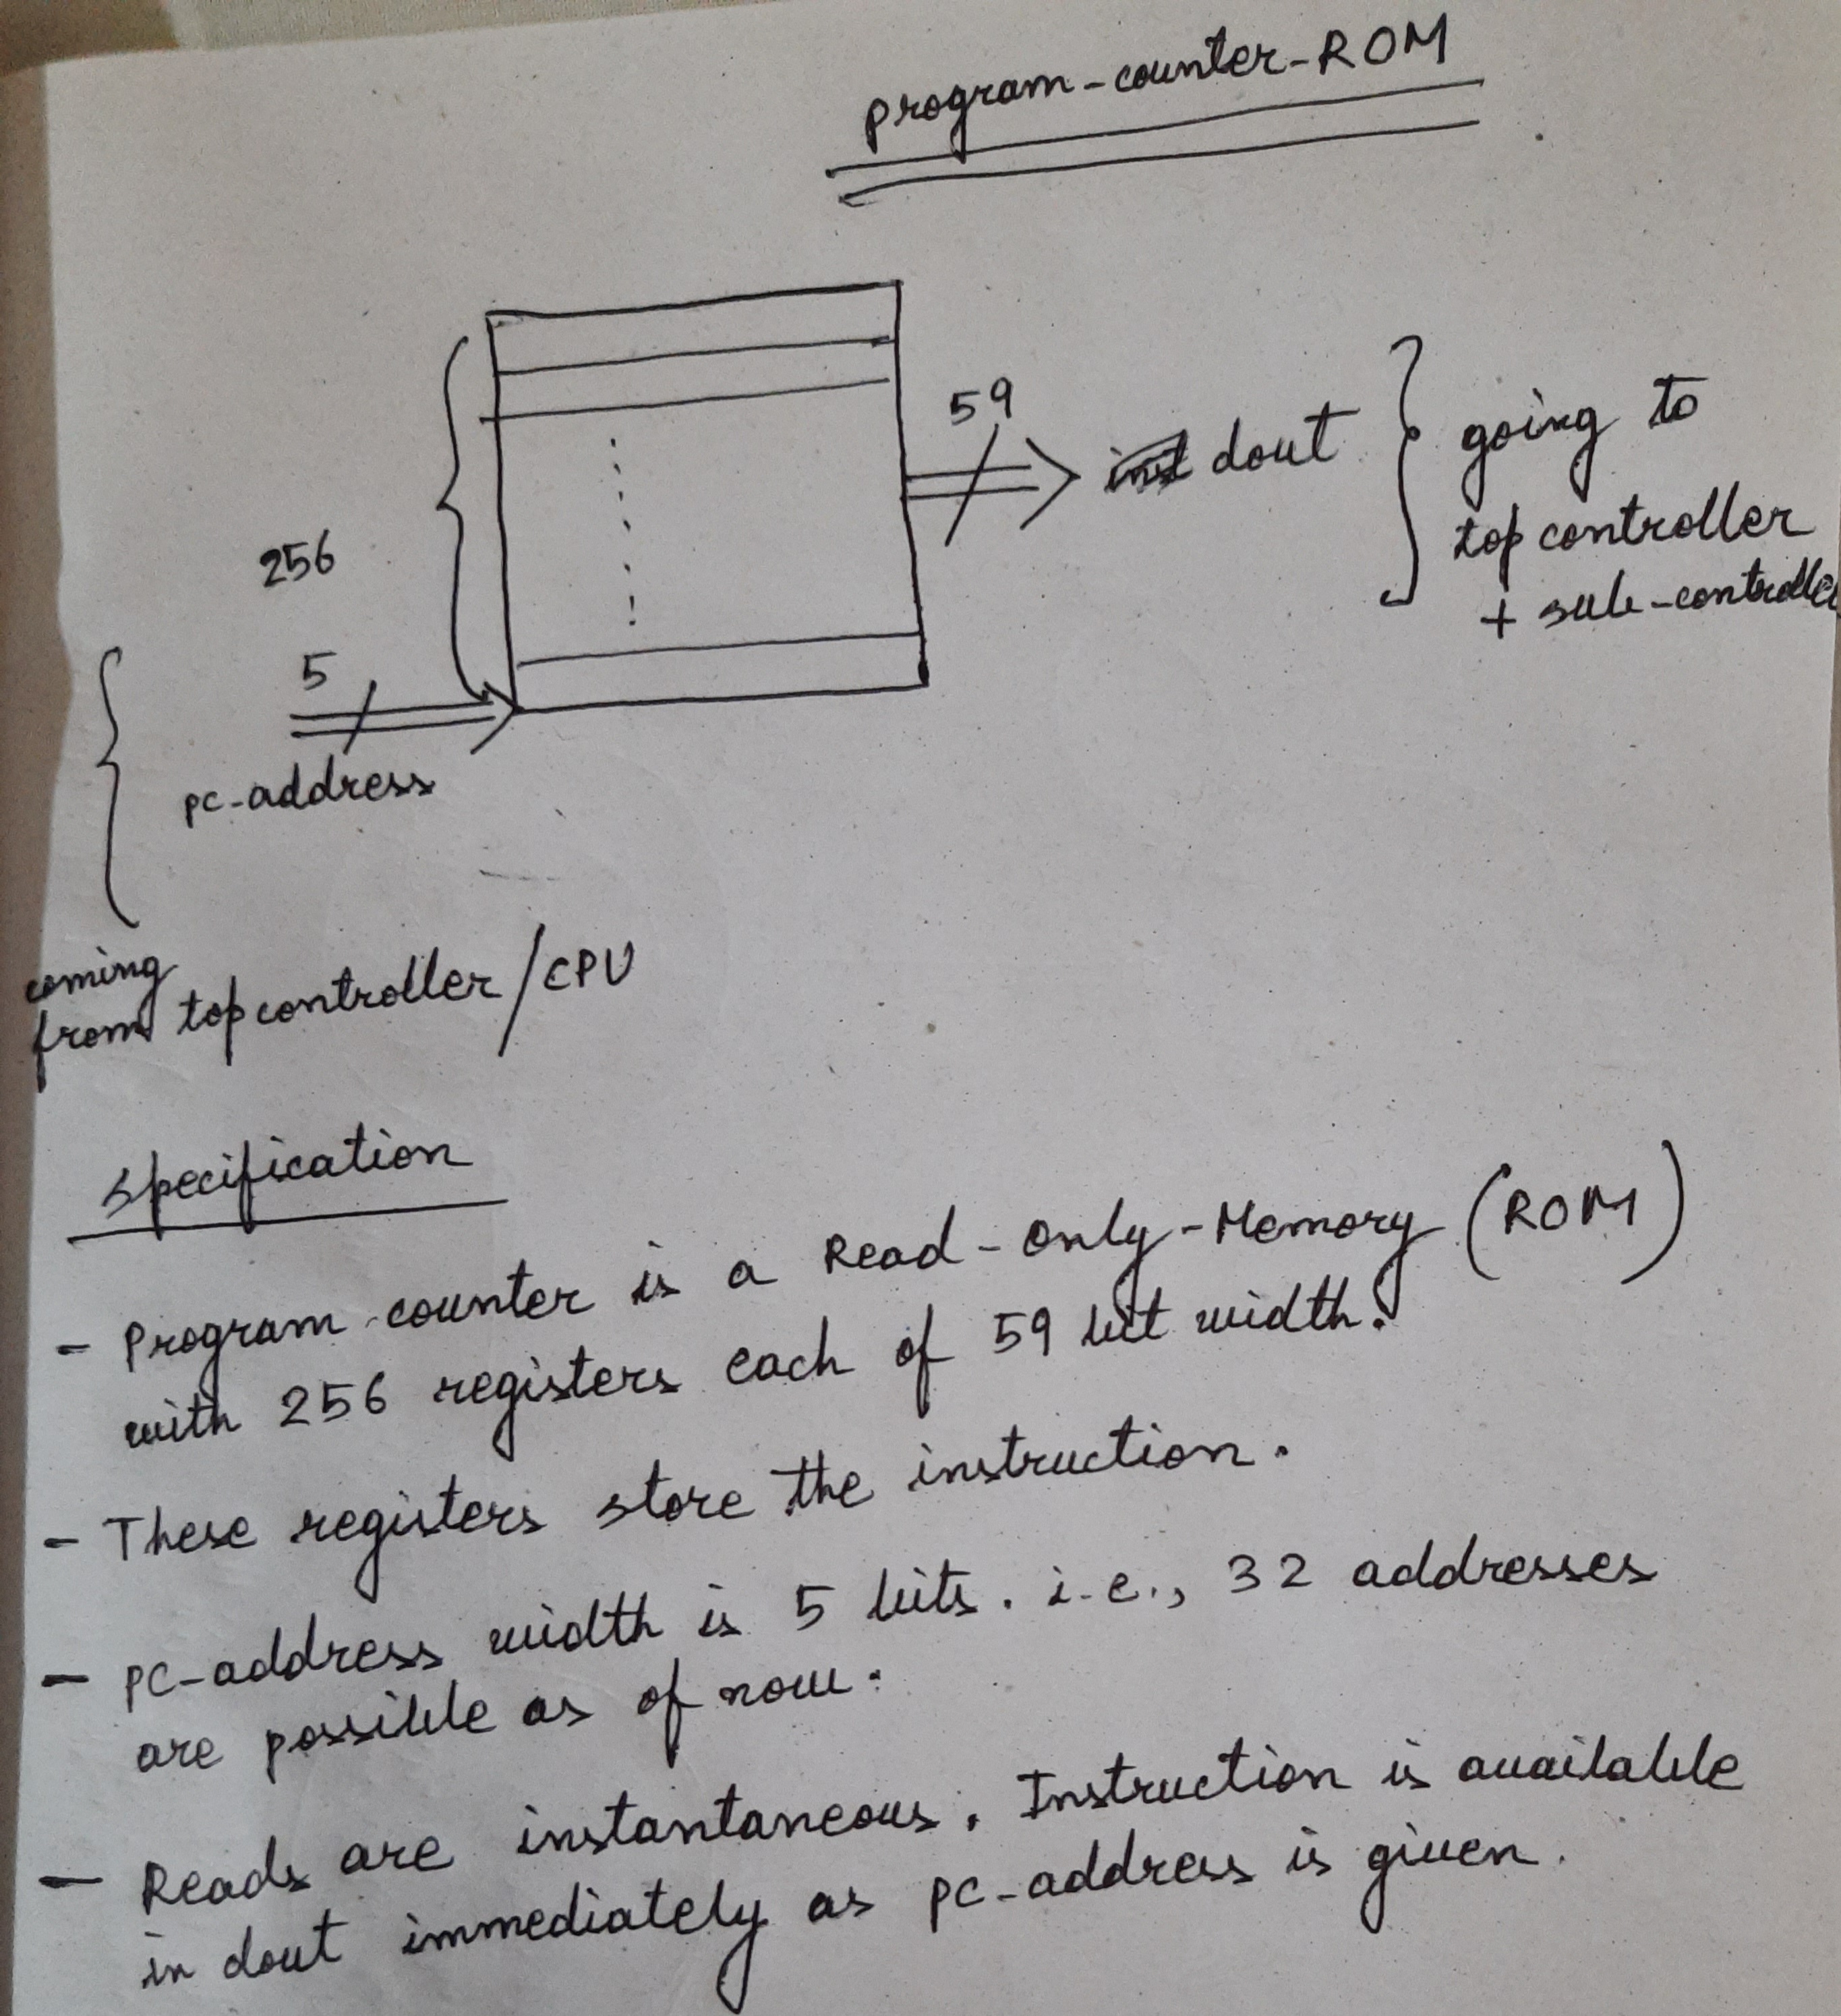 program-counter-ROM
59
dout
going to
top controller
+ sub-controller
256
5
pc-address
coming
from top controller/CPU
Specification
- Program counter is a Read-Only-Memory (ROM)
with 256 registers each of 59 bit width.
- These registers store the instruction.
- PC-address width is 5 bits. i.e., 32 addresses
are possible as of now.
- Reads are instantaneous. Instruction is available
in dout immediately as pc-address is given.